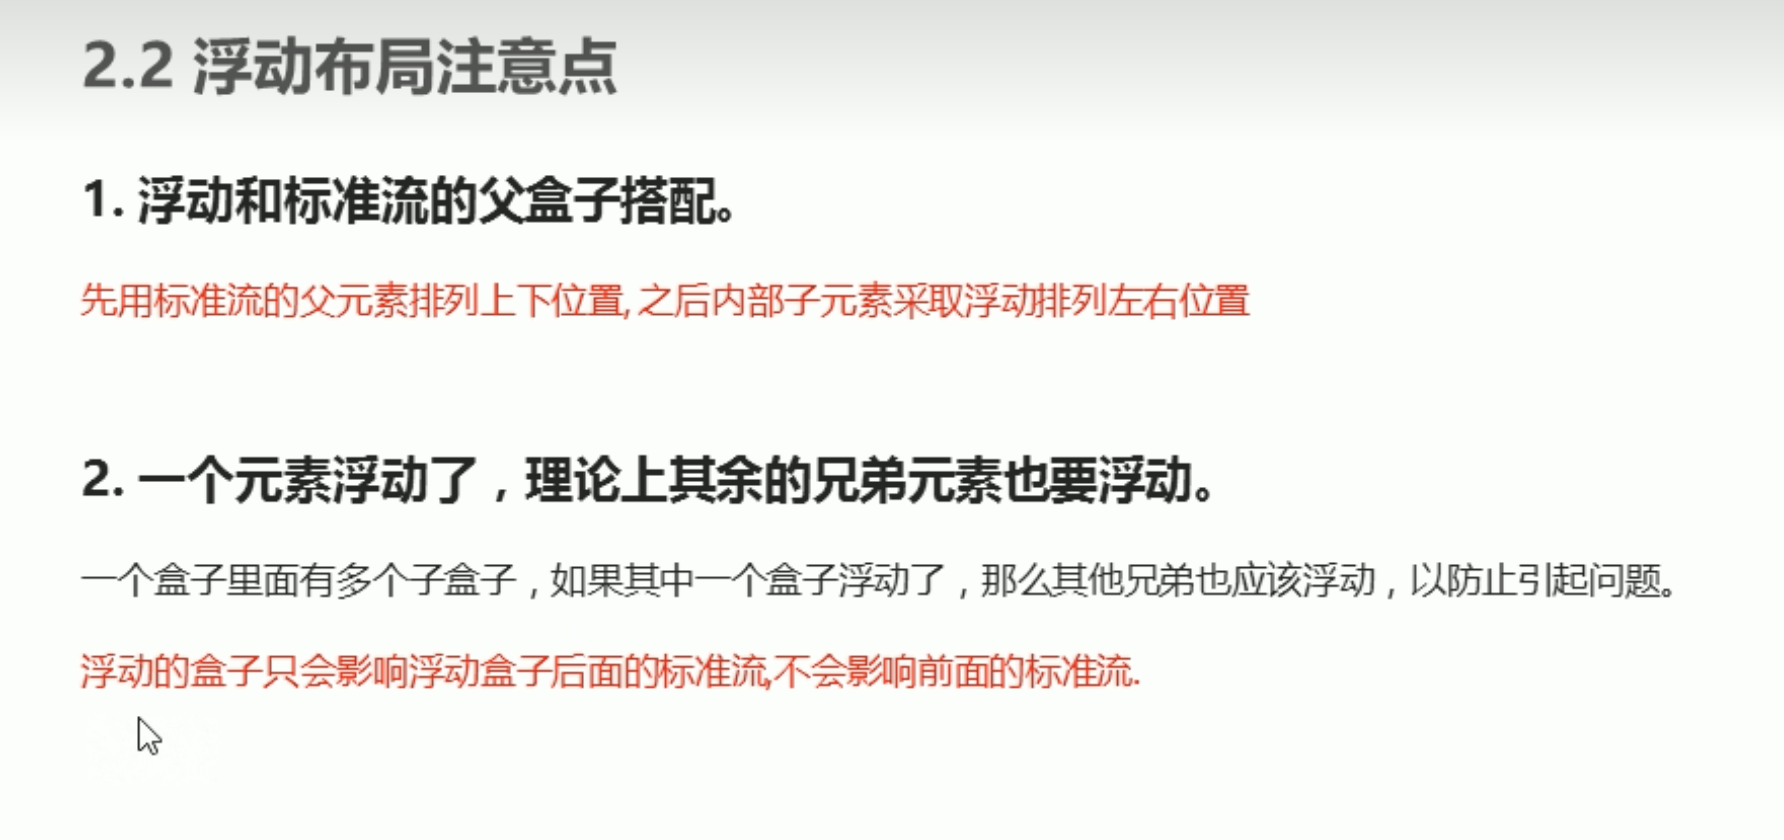 2.2 浮动布局注意点
1. 浮动和标准流的父盒子搭配。
先用标准流的父元素排列上下位置, 之后内部子元素采取浮动排列左右位置
2. 一个元素浮动了，理论上其余的兄弟元素也要浮动。
一个盒子里面有多个子盒子，如果其中一个盒子浮动了，那么其他兄弟也应该浮动，以防止引起问题。
浮动的盒子只会影响浮动盒子后面的标准流,不会影响前面的标准流.